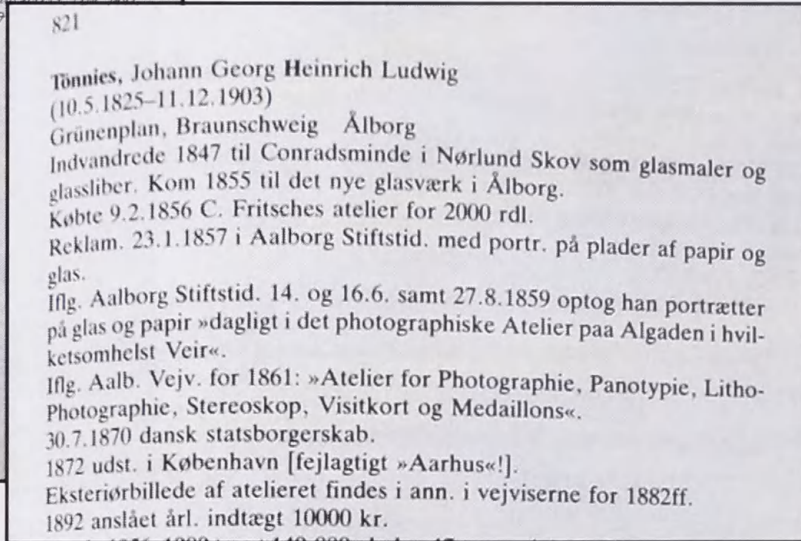 821
Tönnies, Johann Georg Heinrich Ludwig
(10.5.1825–11.12.1903)
Grünenplan, Braunschweig Ålborg
Indvandrede 1847 til Conradsminde i Nørlund Skov som glasmaler og
glassliber. Kom 1855 til det nye glasværk i Ålborg.
Købte 9.2.1856 C. Fritsches atelier for 2000 rdl.
Reklam. 23.1.1857 i Aalborg Stiftstid. med portr. på plader af papir og
glas.
Iflg. Aalborg Stiftstid. 14. og 16.6. samt 27.8.1859 optog han portrætter
på glas og papir »dagligt i det photographiske Atelier paa Algaden i hvil-
ketsomhelst Veir«.
Iflg. Aalb. Vejv. for 1861: »Atelier for Photographie, Panotypie, Litho-
Photographie, Stereoskop, Visitkort og Medaillons«.
30.7.1870 dansk statsborgerskab.
1872 udst. i København [fejlagtigt »Aarhus«!].
Eksteriørbillede af atelieret findes i ann. i vejviserne for 1882ff.
1892 anslået årl. indtægt 10000 kr.